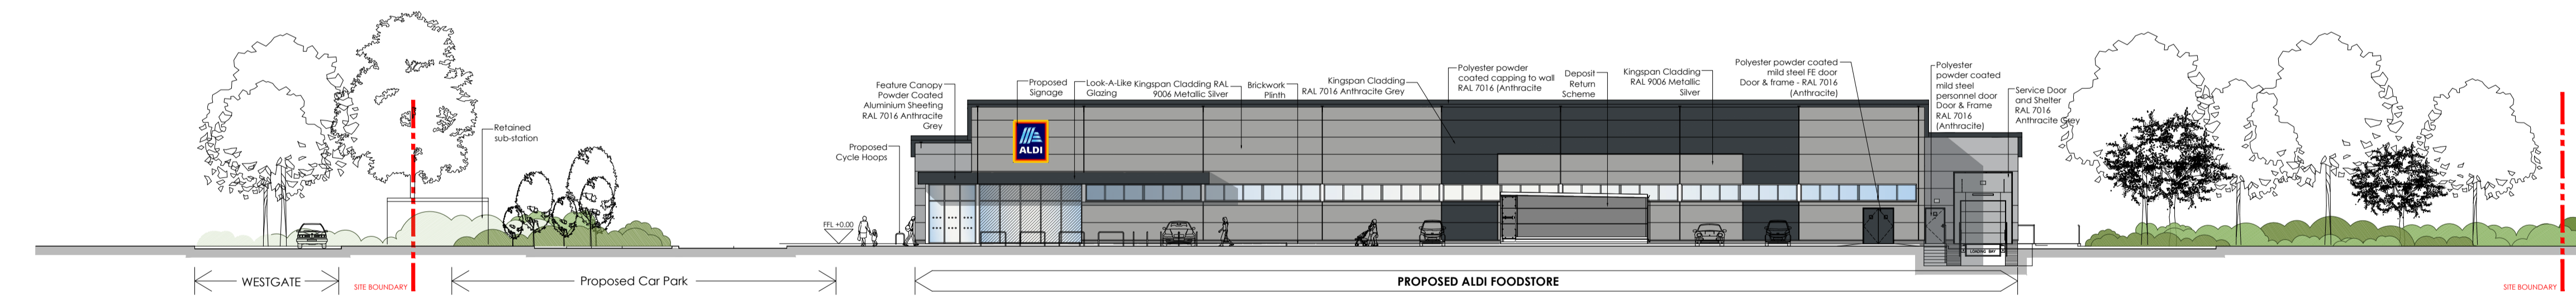 Retained
sub-station
Feature Canopy
Powder Coated
Aluminium Sheeting
RAL 7016 Anthracite
Grey
Proposed
Cycle Hoops
FFL +0.00
Proposed
Signage
ALDI
Look-A-Like
Glazing
Kingspan Cladding RAL
9006 Metallic Silver
Brickwork
Plinth
Kingspan Cladding
RAL 7016 Anthracite Grey
Polyester powder
coated capping to wall
RAL 7016 (Anthracite
Deposit
Return
Scheme
Kingspan Cladding
RAL 9006 Metallic
Silver
Polyester powder coated
mild steel FE door
Door & frame - RAL 7016
(Anthracite)
Polyester
powder coated
mild steel
personnel door
Door & Frame
RAL 7016
(Anthracite)
Service Door
and Shelter
RAL 7016
Anthracite Grey
LOADING BAY
WESTGATE
SITE BOUNDARY
Proposed Car Park
PROPOSED ALDI FOODSTORE
SITE BOUNDARY